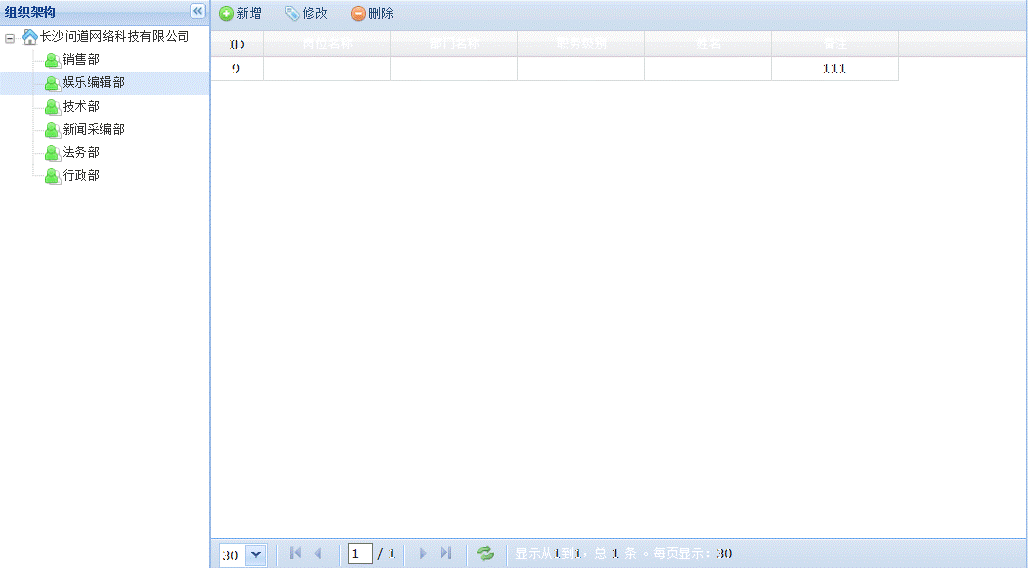 组织架构
新增 修改 删除
长沙问道网络科技有限公司
ID 岗位名称 部门名称 职务级别 姓名 备注
销售部
9 111
娱乐编辑部
技术部
新闻采编部
法务部
行政部
30 1 / 1 显示从1到1，总 1 条 。每页显示：30